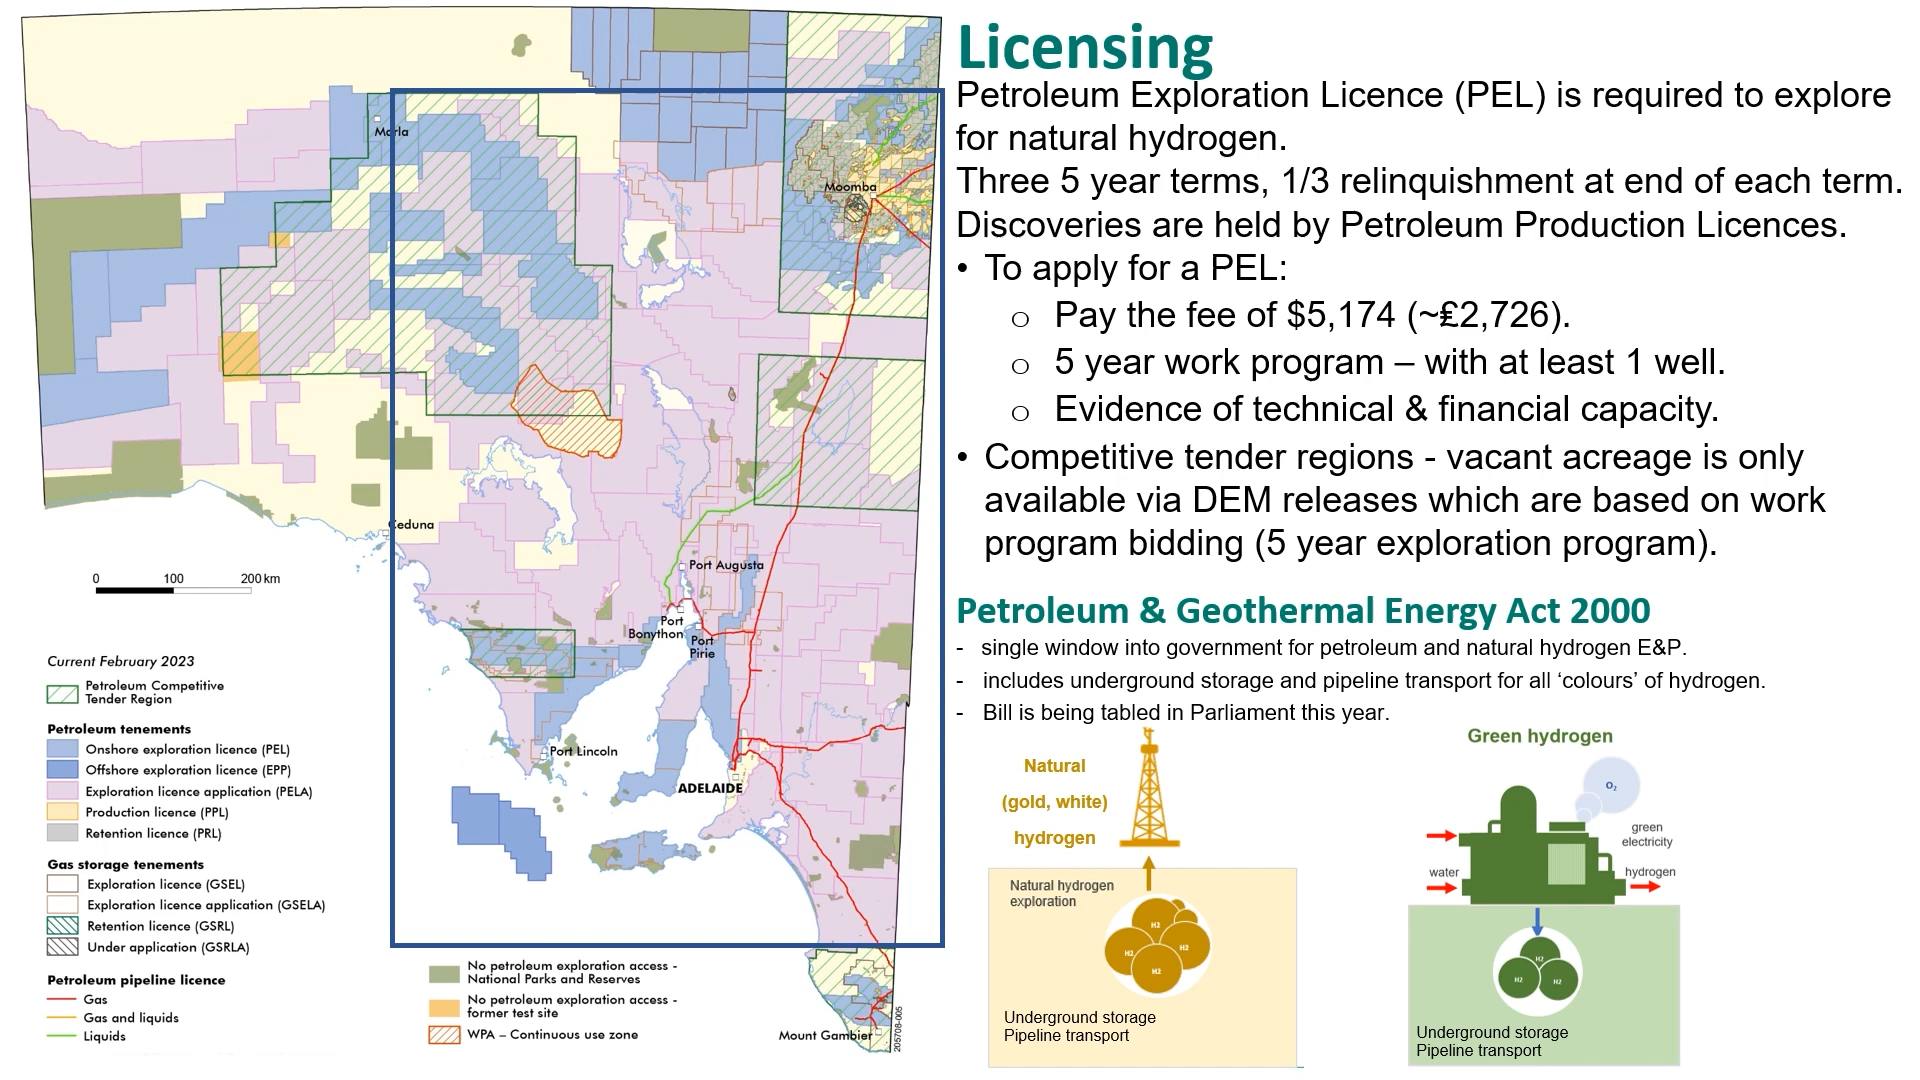 Licensing
Petroleum Exploration Licence (PEL) is required to explore
for natural hydrogen.
Three 5 year terms, 1/3 relinquishment at end of each term.
Discoveries are held by Petroleum Production Licences.
• To apply for a PEL:
o Pay the fee of $5,174 (~₤2,726).
o 5 year work program – with at least 1 well.
o Evidence of technical & financial capacity.
• Competitive tender regions - vacant acreage is only
available via DEM releases which are based on work
program bidding (5 year exploration program).
Petroleum & Geothermal Energy Act 2000
- single window into government for petroleum and natural hydrogen E&P.
- includes underground storage and pipeline transport for all ‘colours’ of hydrogen.
- Bill is being tabled in Parliament this year.
Natural
(gold, white)
hydrogen
Natural hydrogen
exploration
H2
H2
H2
H2
Underground storage
Pipeline transport
Green hydrogen
O₂
green
electricity
water
hydrogen
H2
H2
H2
Underground storage
Pipeline transport
Marla
Moomba
Ceduna
Port Augusta
Port
Bonython
Port
Pirie
Port Lincoln
ADELAIDE
Mount Gambier
205708-005
0 100 200 km
Current February 2023
Petroleum Competitive
Tender Region
Petroleum tenements
Onshore exploration licence (PEL)
Offshore exploration licence (EPP)
Exploration licence application (PELA)
Production licence (PPL)
Retention licence (PRL)
Gas storage tenements
Exploration licence (GSEL)
Exploration licence application (GSELA)
Retention licence (GSRL)
Under application (GSRLA)
Petroleum pipeline licence
Gas
Gas and liquids
Liquids
No petroleum exploration access -
National Parks and Reserves
No petroleum exploration access -
former test site
WPA – Continuous use zone